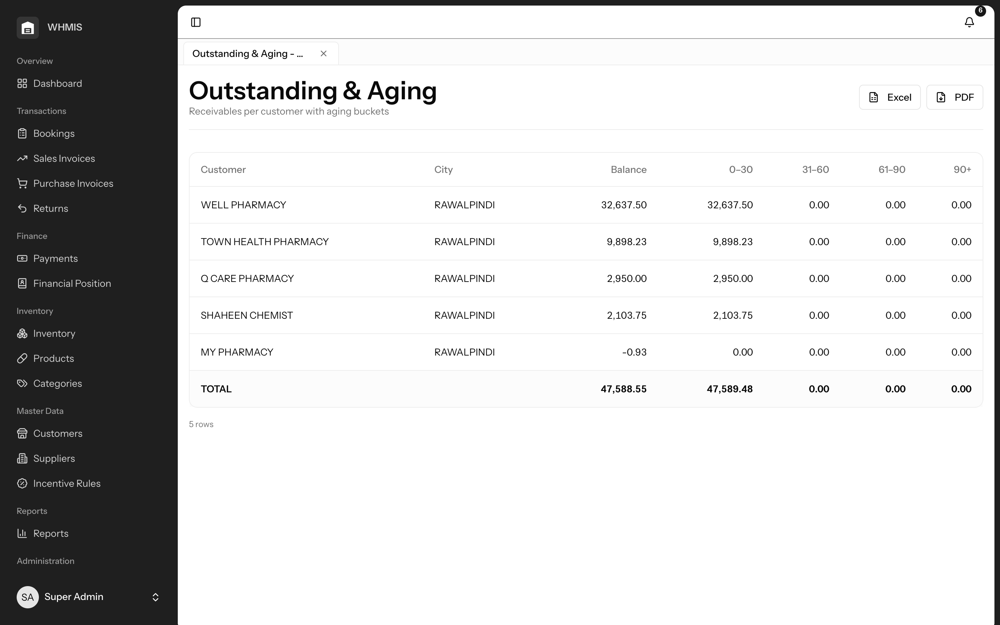 WHMIS
Overview
Dashboard
Transactions
Bookings
Sales Invoices
Purchase Invoices
Returns
Finance
Payments
Financial Position
Inventory
Inventory
Products
Categories
Master Data
Customers
Suppliers
Incentive Rules
Reports
Reports
Administration
SA Super Admin
6
Outstanding & Aging - ...
Outstanding & Aging
Receivables per customer with aging buckets
Excel PDF
Customer City Balance 0–30 31–60 61–90 90+
WELL PHARMACY RAWALPINDI 32,637.50 32,637.50 0.00 0.00 0.00
TOWN HEALTH PHARMACY RAWALPINDI 9,898.23 9,898.23 0.00 0.00 0.00
Q CARE PHARMACY RAWALPINDI 2,950.00 2,950.00 0.00 0.00 0.00
SHAHEEN CHEMIST RAWALPINDI 2,103.75 2,103.75 0.00 0.00 0.00
MY PHARMACY RAWALPINDI -0.93 0.00 0.00 0.00 0.00
TOTAL 47,588.55 47,589.48 0.00 0.00 0.00
5 rows